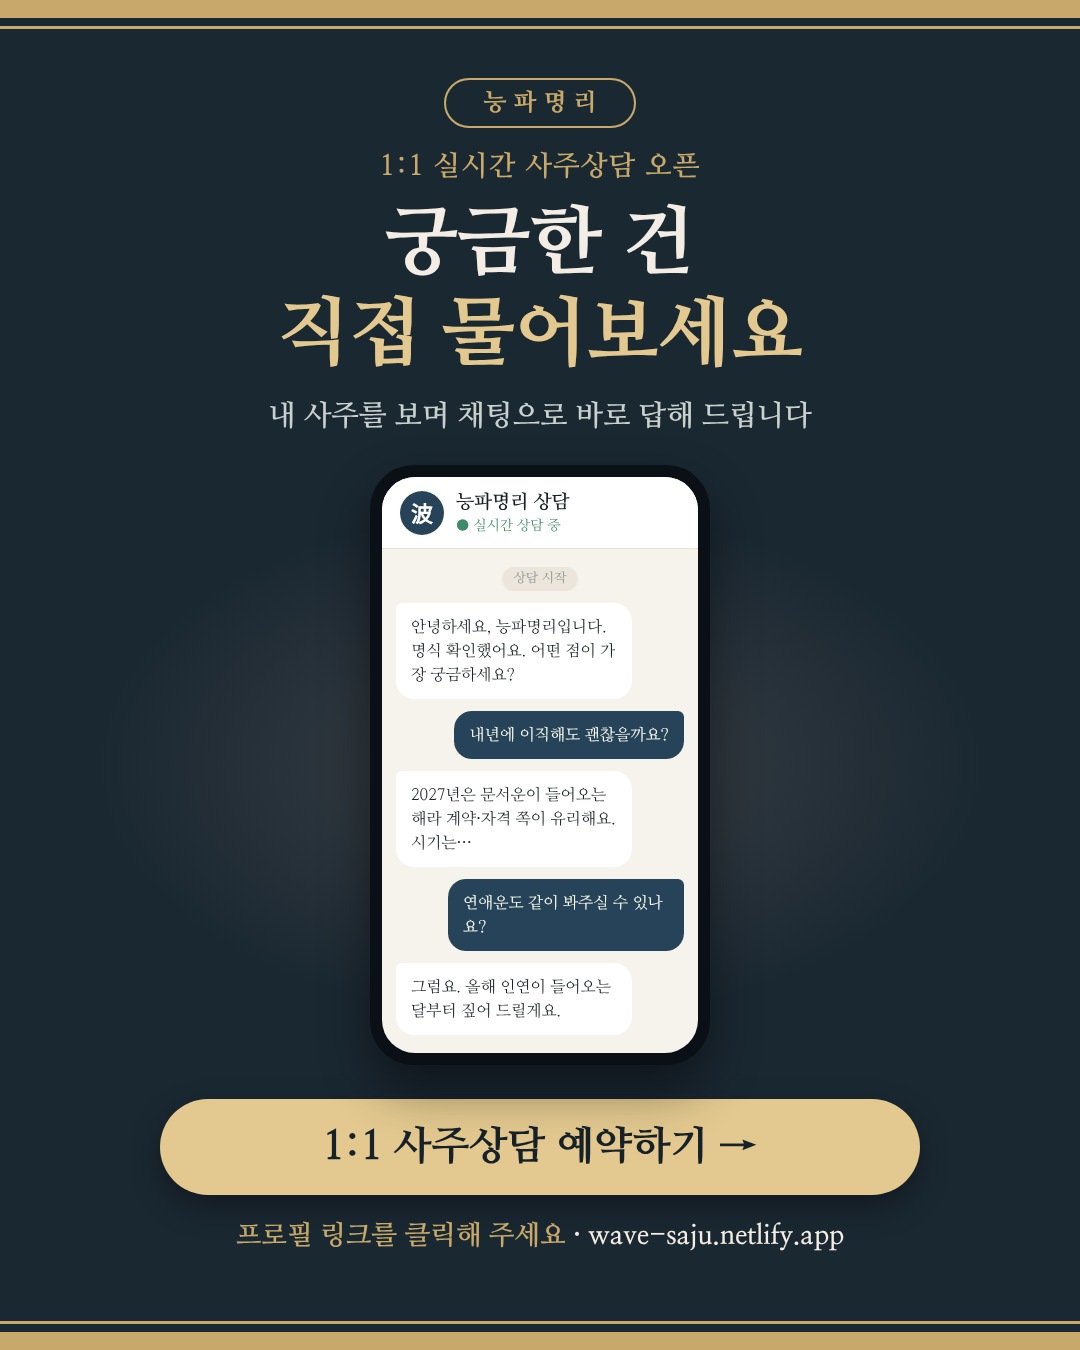 능파명리
1:1 실시간 사주상담 오픈
궁금한 건
직접 물어보세요
내 사주를 보며 채팅으로 바로 답해 드립니다
波
능파명리 상담
● 실시간 상담 중
상담 시작
안녕하세요, 능파명리입니다.
명식 확인했어요. 어떤 점이 가
장 궁금하세요?
내년에 이직해도 괜찮을까요?
2027년은 문서운이 들어오는
해라 계약·자격 쪽이 유리해요.
시기는…
연애운도 같이 봐주실 수 있나
요?
그럼요. 올해 인연이 들어오는
달부터 짚어 드릴게요.
1:1 사주상담 예약하기 →
프로필 링크를 클릭해 주세요 · wave-saju.netlify.app